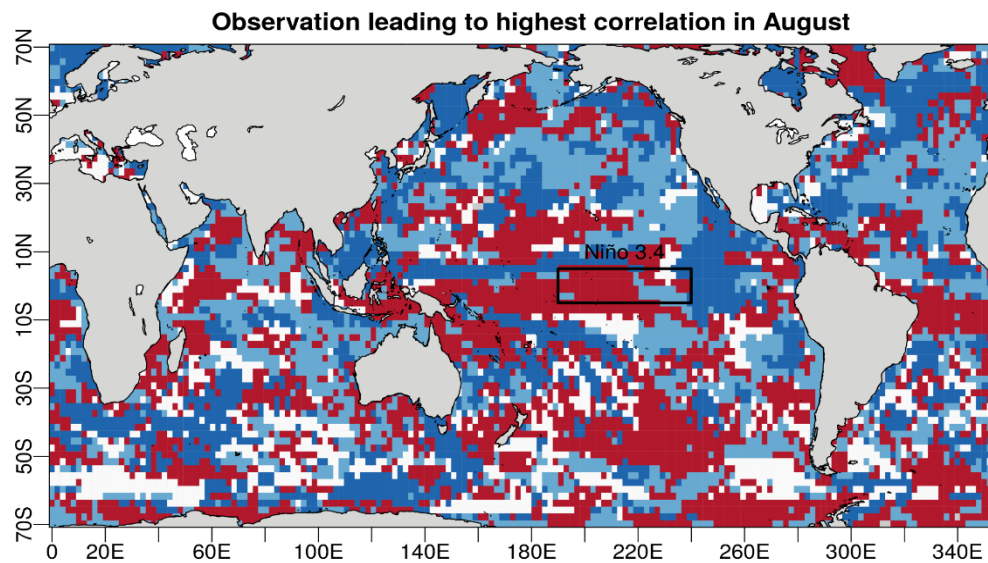 Observation leading to highest correlation in August
70N
50N
30N
10N
10S
30S
50S
70S
Niño 3.4
0 20E 60E 100E 140E 180E 220E 260E 300E 340E